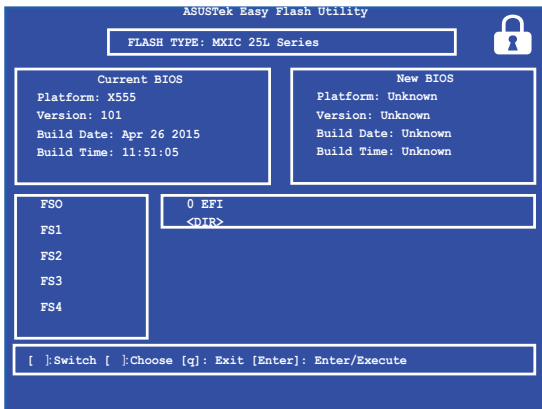 ASUSTek Easy Flash Utility
FLASH TYPE: MXIC 25L Series
Current BIOS
Platform: X555
Version: 101
Build Date: Apr 26 2015
Build Time: 11:51:05
New BIOS
Platform: Unknown
Version: Unknown
Build Date: Unknown
Build Time: Unknown
FSO
FS1
FS2
FS3
FS4
0 EFI
<DIR>
[ ]:Switch [ ]:Choose [q]: Exit [Enter]: Enter/Execute